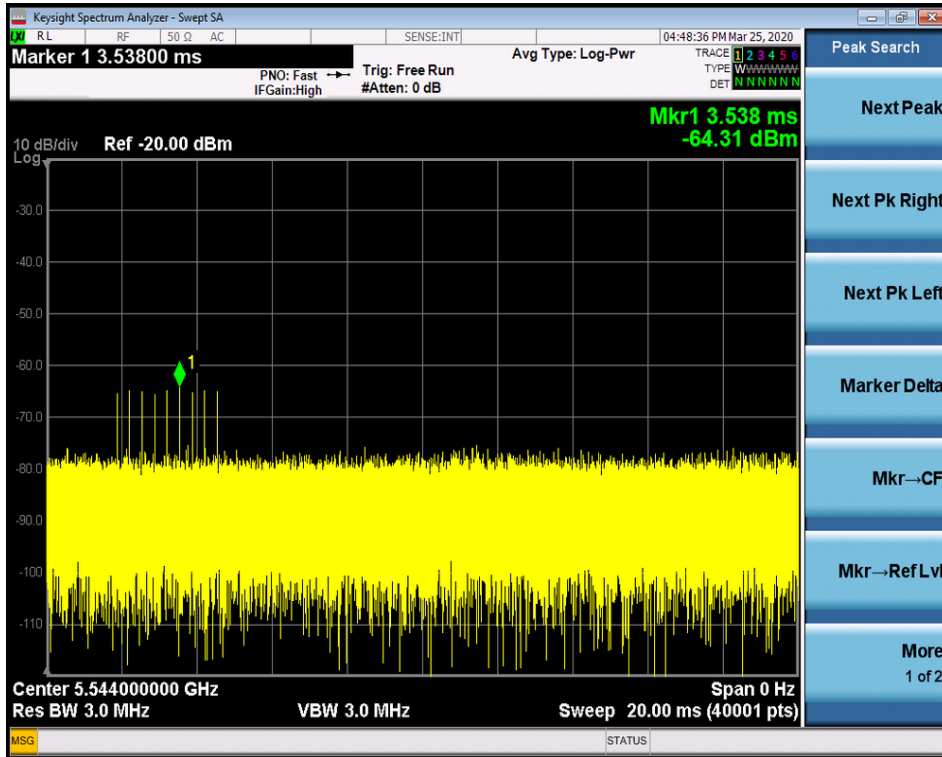 Keysight Spectrum Analyzer - Swept SA
LXI RL RF 50 Ω AC SENSE:INT 04:48:36 PM Mar 25, 2020
Marker 1 3.53800 ms
PNO: Fast
IFGain:High
Trig: Free Run
#Atten: 0 dB
Avg Type: Log-Pwr
TRACE 1 2 3 4 5 6
TYPE WWWWWW
DET N N N N N N
Peak Search
Mkr1 3.538 ms
-64.31 dBm
10 dB/div Ref -20.00 dBm
Log
-30.0
-40.0
-50.0
-60.0
-70.0
-80.0
-90.0
-100
-110
1
Center 5.544000000 GHz Span 0 Hz
Res BW 3.0 MHz VBW 3.0 MHz Sweep 20.00 ms (40001 pts)
MSG STATUS
Next Peak
Next Pk Right
Next Pk Left
Marker Delta
Mkr→CF
Mkr→Ref Lvl
More
1 of 2